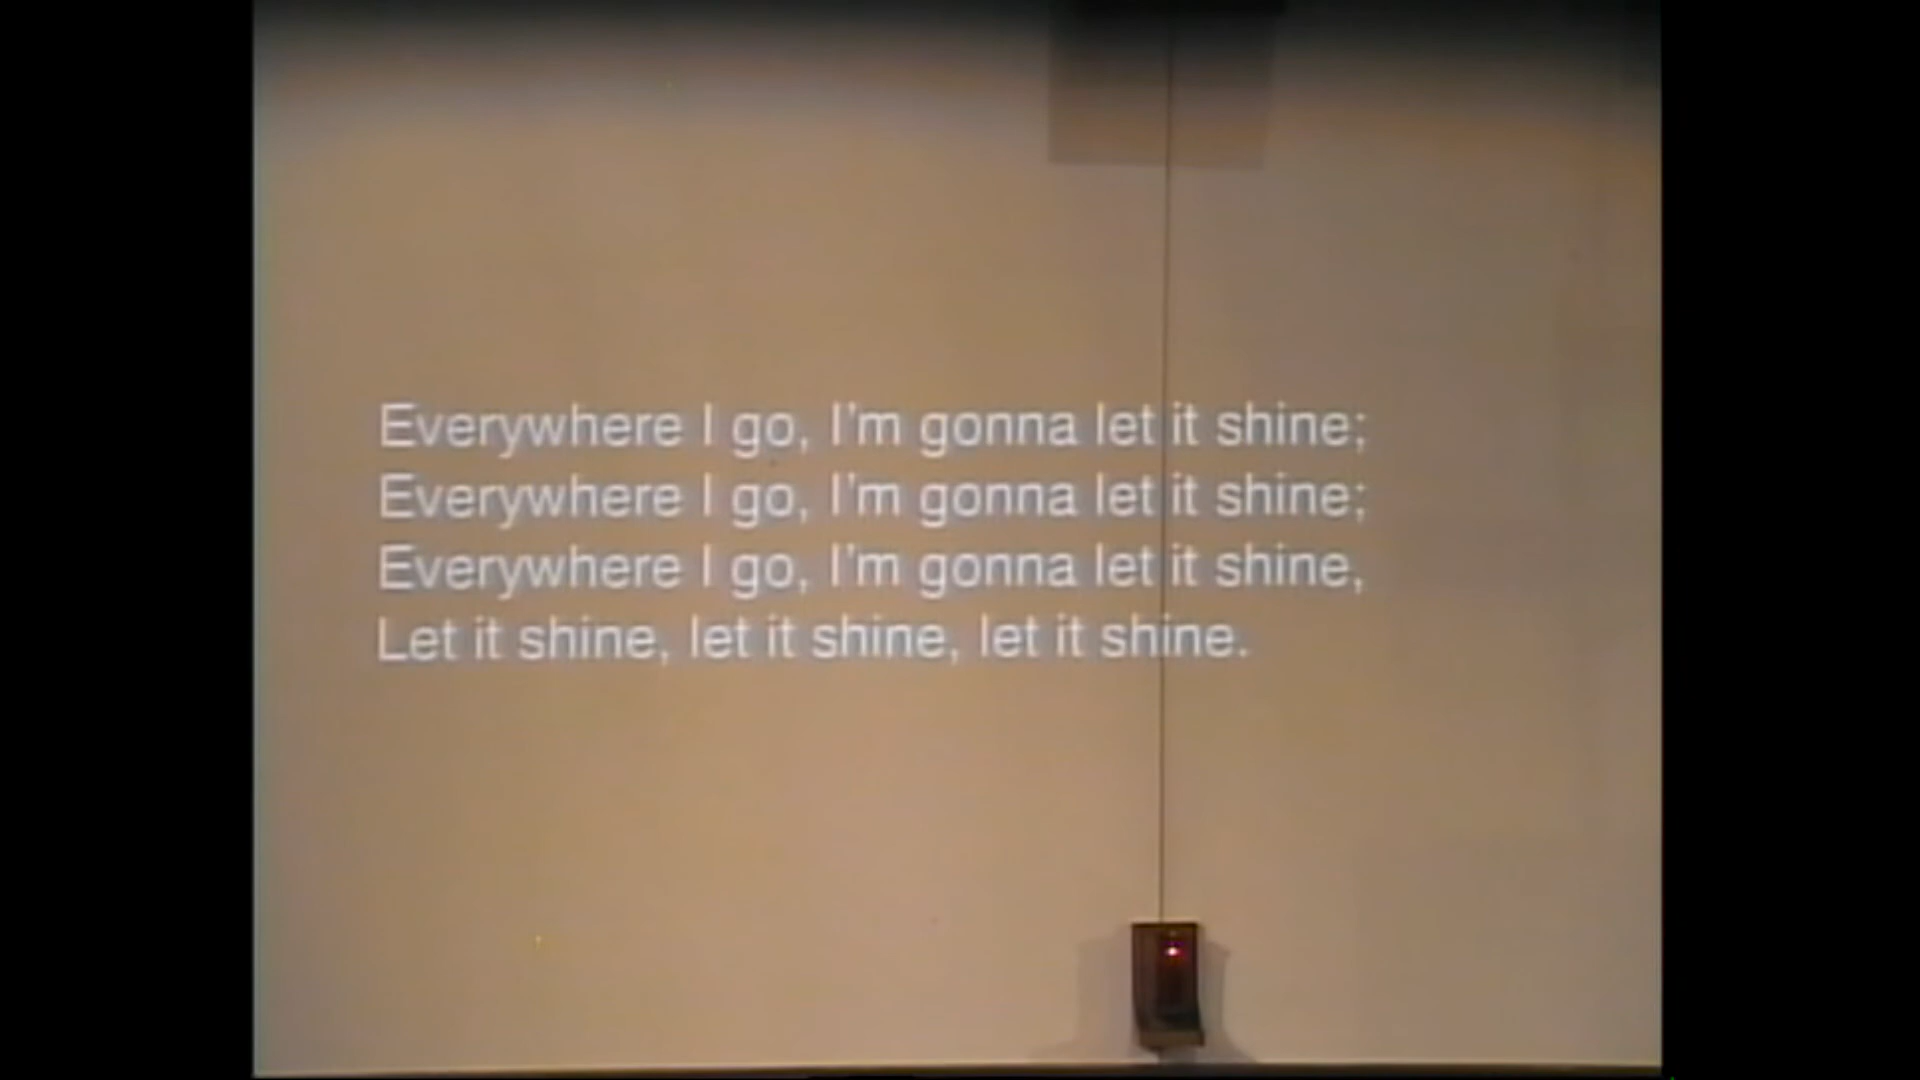 Everywhere I go, I'm gonna let it shine;
Everywhere I go, I'm gonna let it shine;
Everywhere I go, I'm gonna let it shine,
Let it shine, let it shine, let it shine.